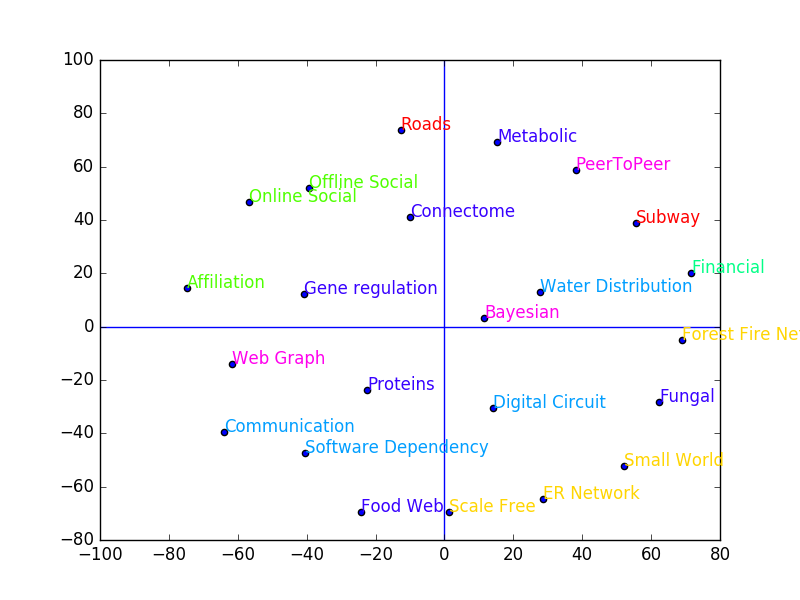 100
80
60
40
20
0
−20
−40
−60
−80
−100
−80
−60
−40
−20
0
20
40
60
80
Roads
Metabolic
PeerToPeer
Offline Social
Online Social
Connectome
Subway
Financial
Affiliation
Gene regulation
Water Distribution
Bayesian
Forest Fire Net
Web Graph
Proteins
Fungal
Digital Circuit
Communication
Software Dependency
Small World
Food Web
Scale Free
ER Network